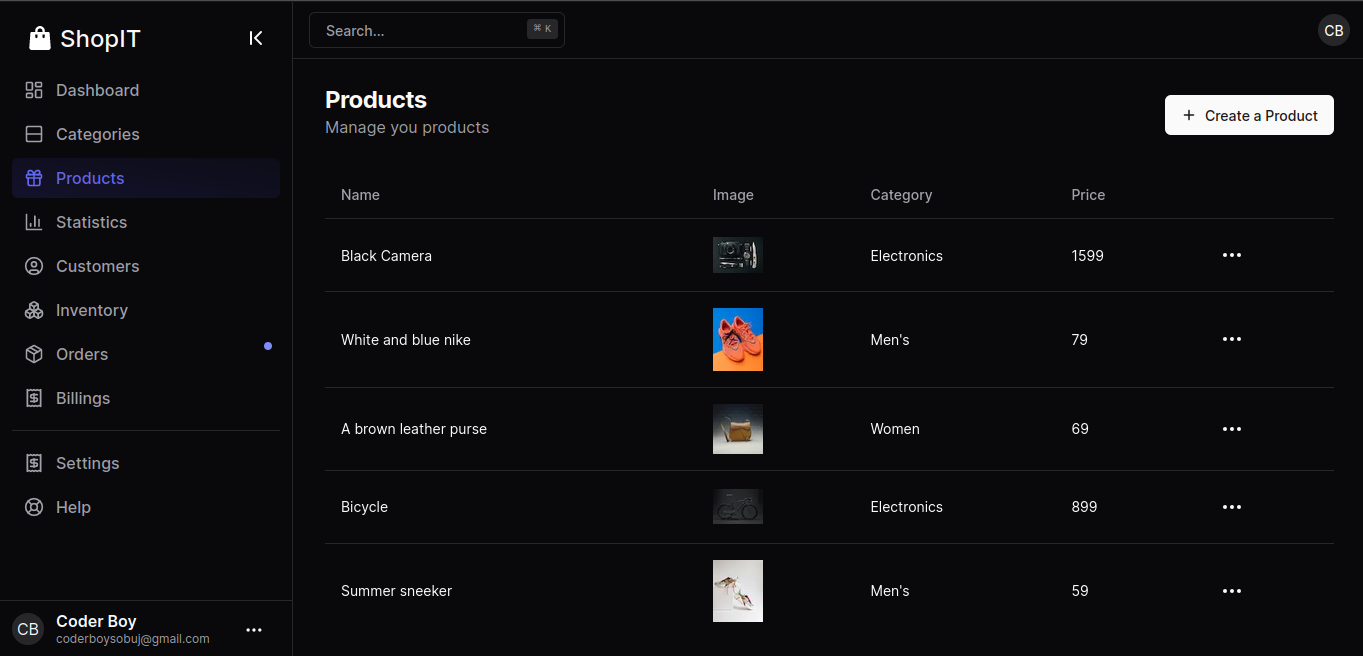 ShopIT
Dashboard
Categories
Products
Statistics
Customers
Inventory
Orders
Billings
Settings
Help
CB
Coder Boy
coderboysobuj@gmail.com
Search...
⌘ K
CB
Products
Manage you products
Create a Product
Name Image Category Price
Black Camera Electronics 1599
White and blue nike Men's 79
A brown leather purse Women 69
Bicycle Electronics 899
Summer sneeker Men's 59